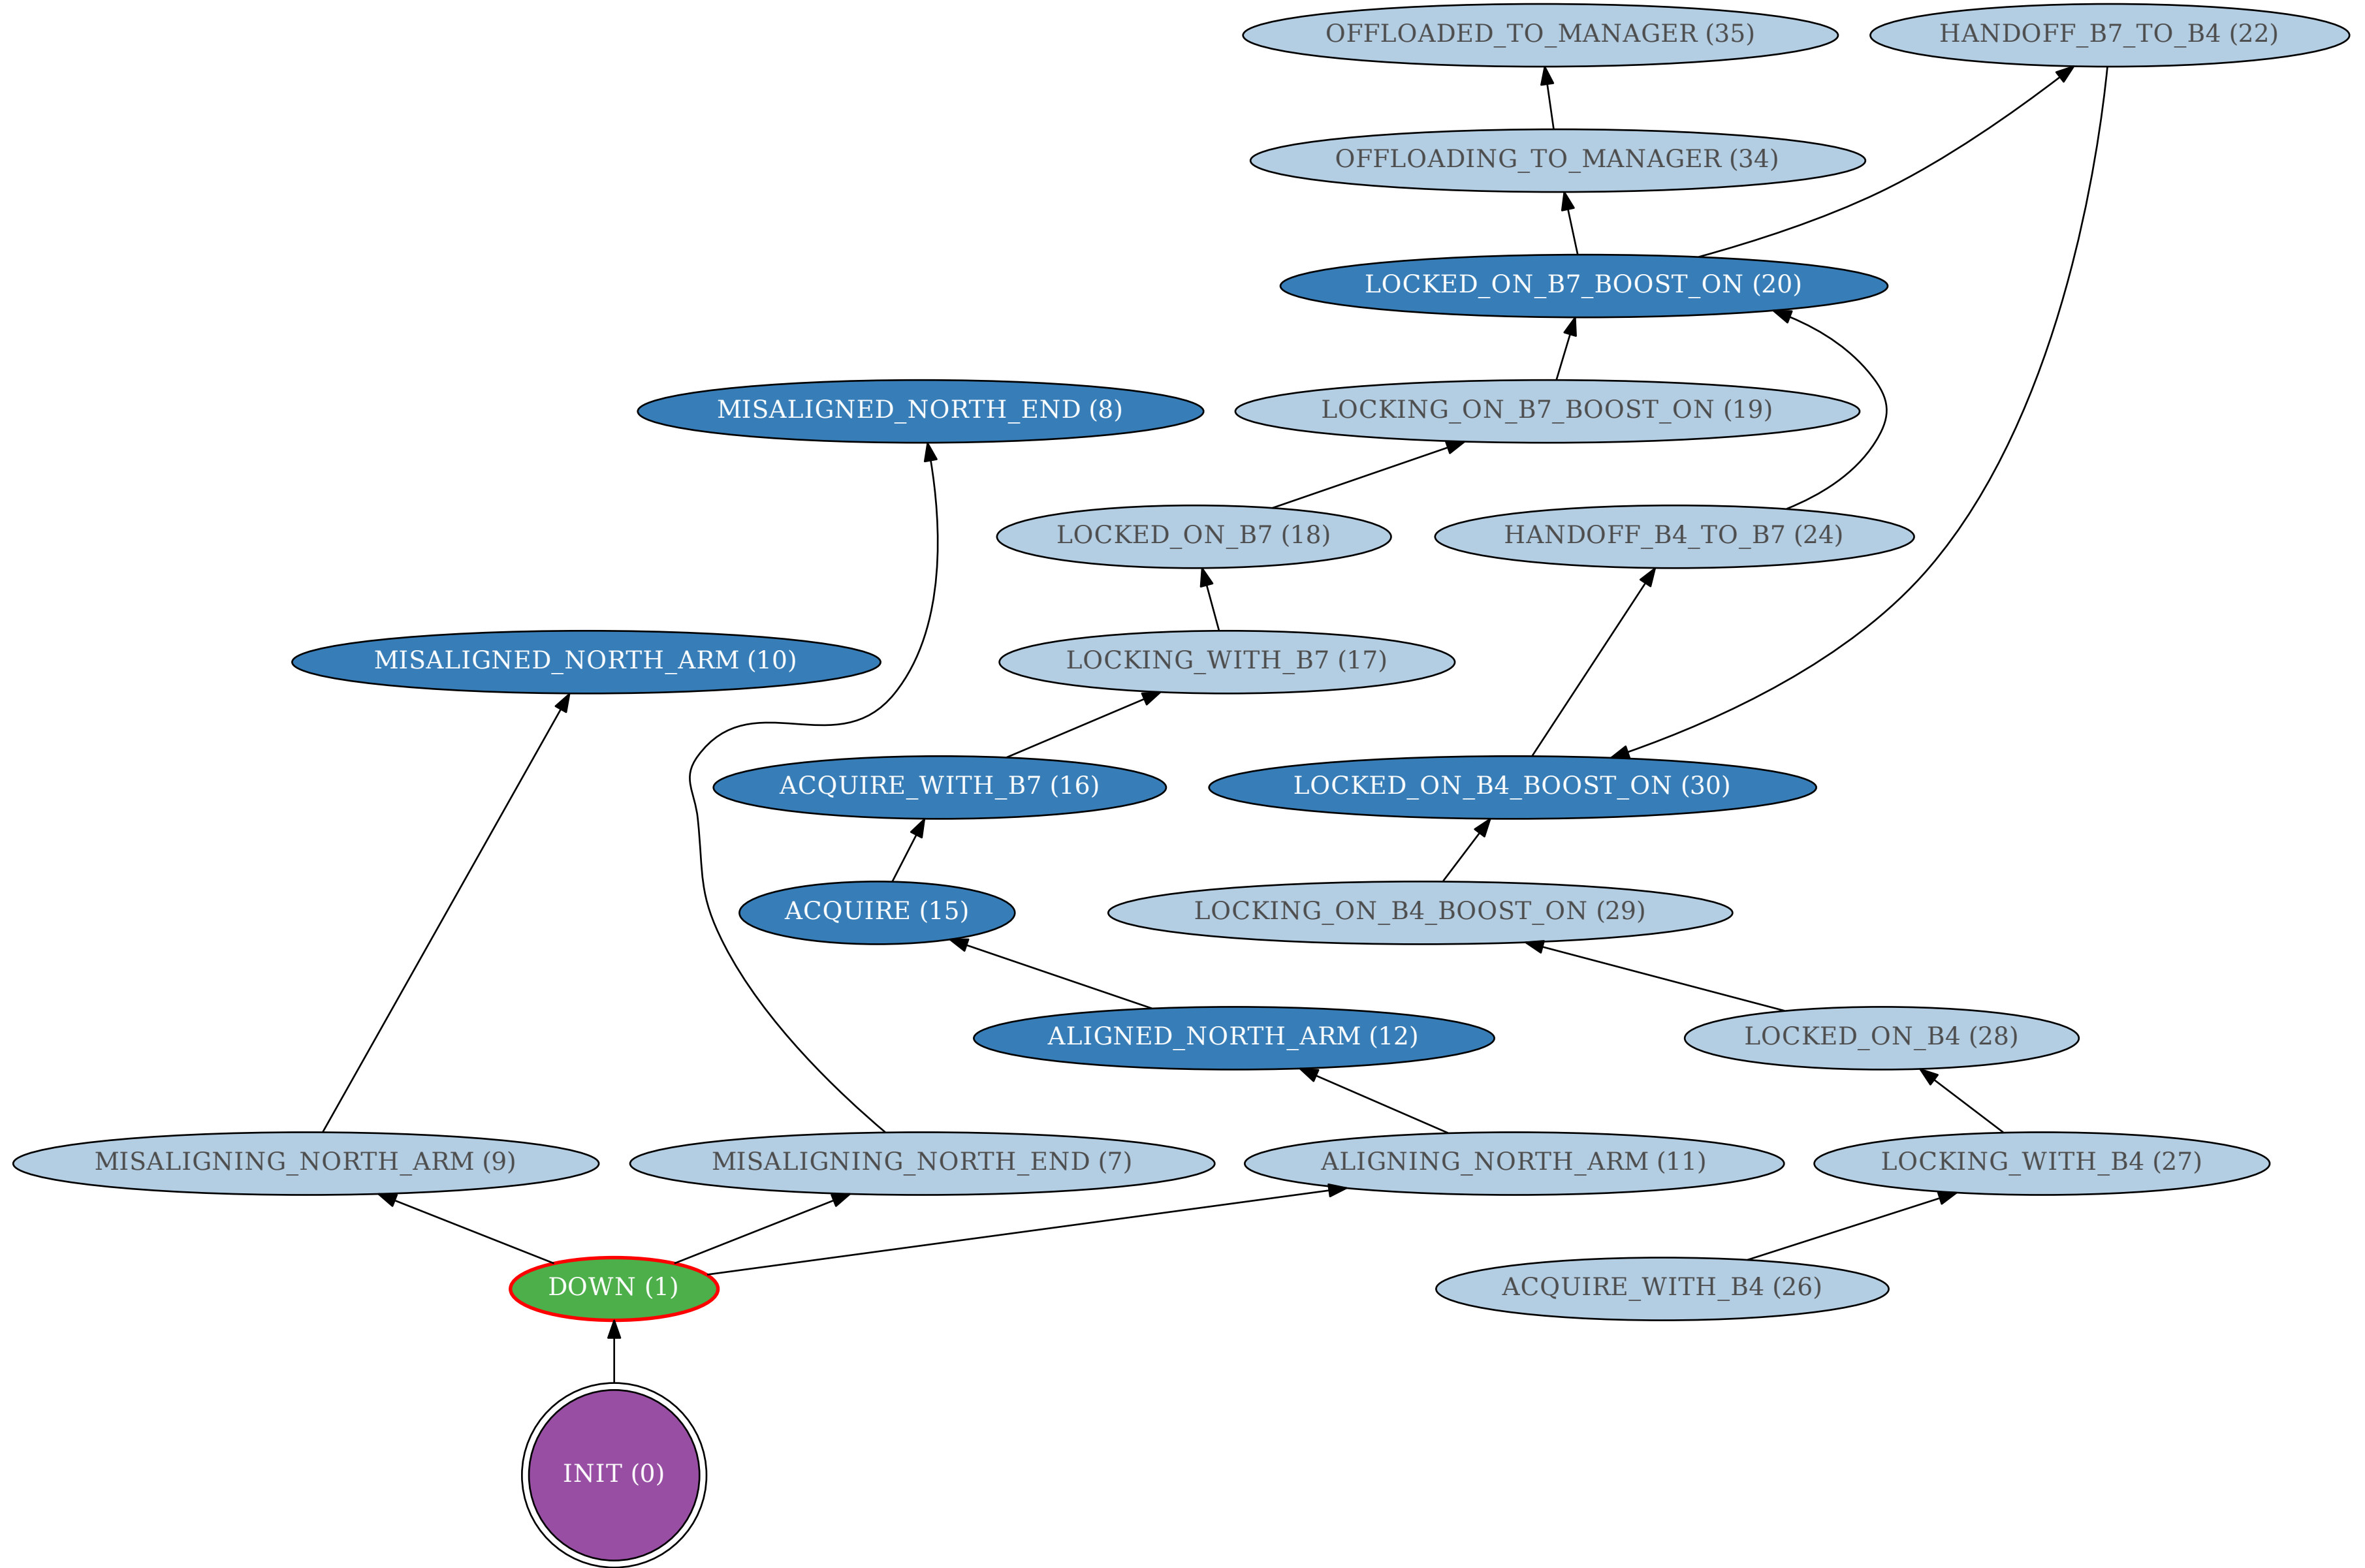 OFFLOADED_TO_MANAGER (35)
HANDOFF_B7_TO_B4 (22)
OFFLOADING_TO_MANAGER (34)
LOCKED_ON_B7_BOOST_ON (20)
MISALIGNED_NORTH_END (8)
LOCKING_ON_B7_BOOST_ON (19)
LOCKED_ON_B7 (18)
HANDOFF_B4_TO_B7 (24)
MISALIGNED_NORTH_ARM (10)
LOCKING_WITH_B7 (17)
ACQUIRE_WITH_B7 (16)
LOCKED_ON_B4_BOOST_ON (30)
ACQUIRE (15)
LOCKING_ON_B4_BOOST_ON (29)
ALIGNED_NORTH_ARM (12)
LOCKED_ON_B4 (28)
MISALIGNING_NORTH_ARM (9)
MISALIGNING_NORTH_END (7)
ALIGNING_NORTH_ARM (11)
LOCKING_WITH_B4 (27)
DOWN (1)
ACQUIRE_WITH_B4 (26)
INIT (0)